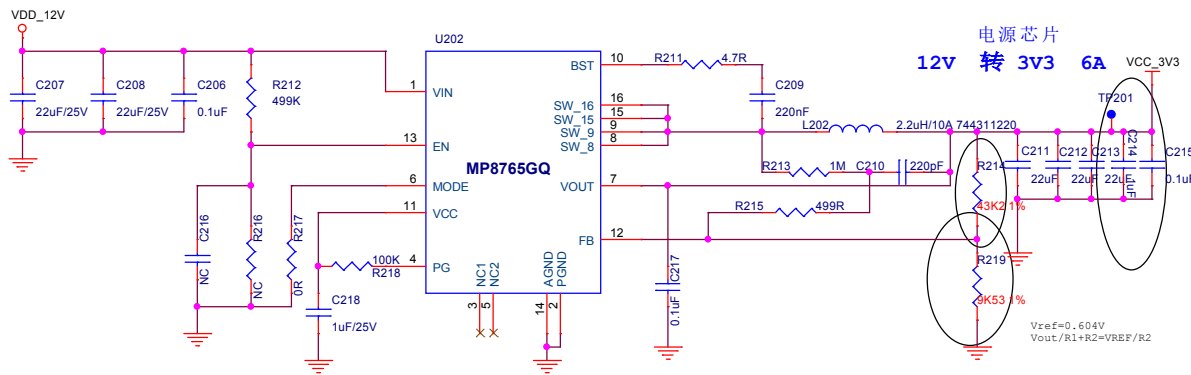 VDD_12V
电源芯片
12V 转 3V3 6A
VCC_3V3
TP201
U202
MP8765GQ
C207
22uF/25V
C208
22uF/25V
C206
0.1uF
R212
499K
1
VIN
13
EN
6
MODE
11
VCC
4
PG
10
BST
16
SW_16
15
SW_15
9
SW_9
8
SW_8
7
VOUT
12
FB
3
NC1
5
NC2
14
AGND
2
PGND
R211
4.7R
C209
220nF
L202
2.2uH/10A 744311220
R213
1M
C210
220pF
R215
499R
R214
43K2 1%
R219
9K53 1%
C211
22uF
C212
22uF
C213
22uF
C214
1uF
C215
0.1uF
C216
NC
R216
NC
R217
0R
100K
R218
C218
1uF/25V
C217
0.1uF
Vref=0.604V
Vout/R1+R2=VREF/R2